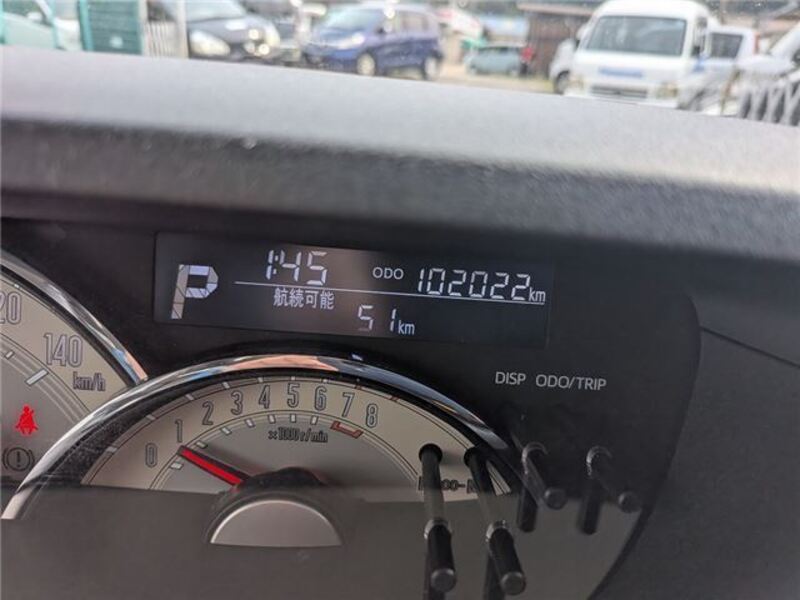 P
1:45
ODO 102022km
航続可能
51km
DISP ODO/TRIP
20
140
km/h
0 1 2 3 4 5 6 7 8
x1000r/min